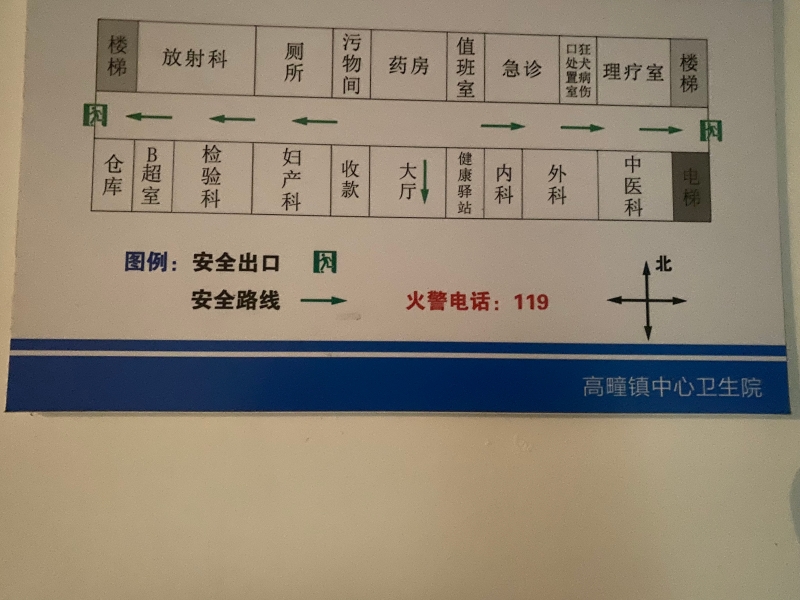 楼梯
放射科
厕所
污物间
药房
值班室
急诊
狂犬病伤口处置室
理疗室
楼梯
仓库
B超室
检验科
妇产科
收款
大厅
健康驿站
内科
外科
中医科
电梯
图例：安全出口
安全路线
火警电话：119
北
高疃镇中心卫生院